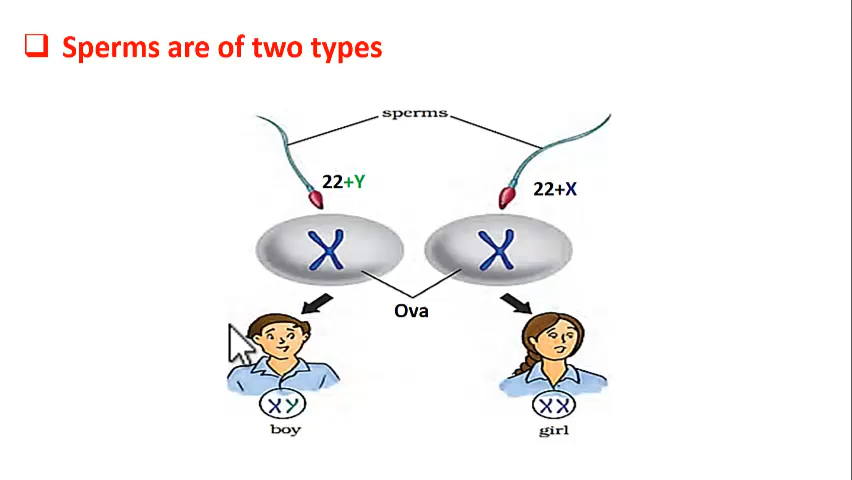 Sperms are of two types
sperms
22+Y
22+X
X X
Ova
XY XX
boy girl